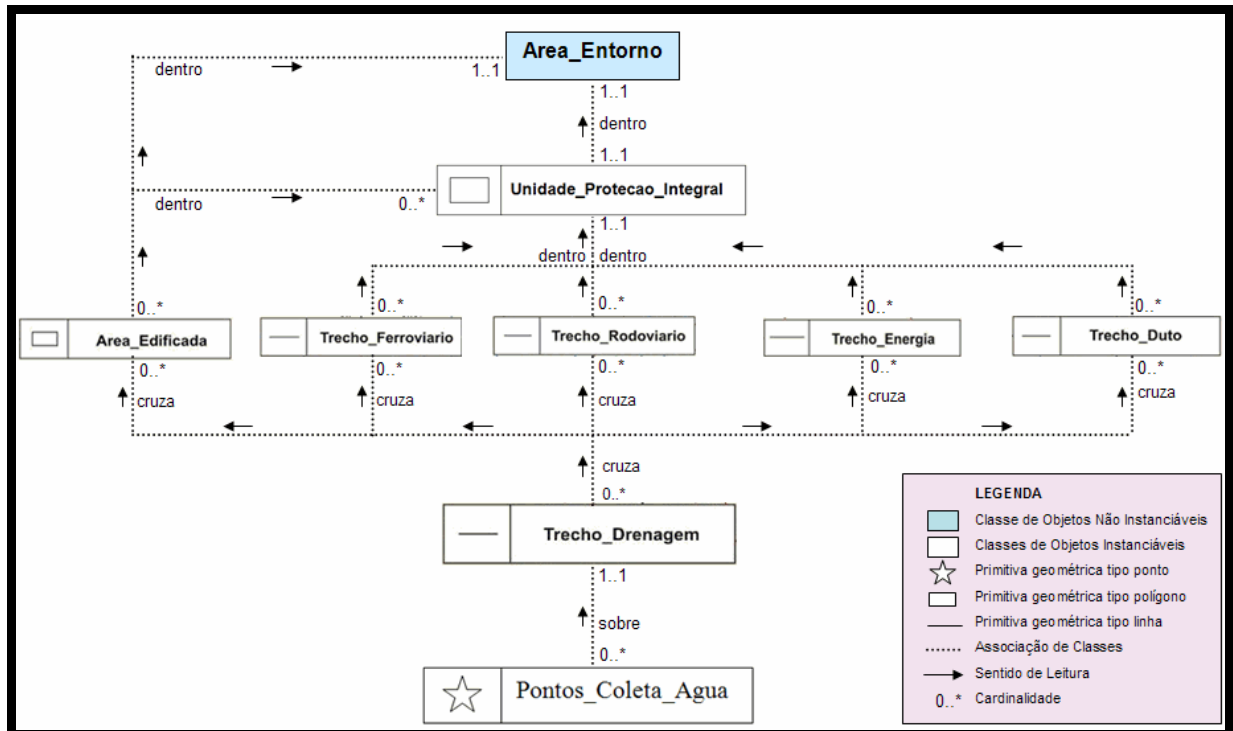 Area_Entorno
dentro
1..1
1..1
dentro
1..1
Unidade_Protecao_Integral
dentro
0..*
1..1
dentro
dentro
0..*
0..*
0..*
0..*
0..*
Area_Edificada
Trecho_Ferroviario
Trecho_Rodoviario
Trecho_Energia
Trecho_Duto
0..*
0..*
0..*
0..*
0..*
cruza
cruza
cruza
cruza
cruza
cruza
0..*
Trecho_Drenagem
1..1
sobre
0..*
Pontos_Coleta_Agua
LEGENDA
Classe de Objetos Não Instanciáveis
Classes de Objetos Instanciáveis
Primitiva geométrica tipo ponto
Primitiva geométrica tipo polígono
Primitiva geométrica tipo linha
Associação de Classes
Sentido de Leitura
0..* Cardinalidade